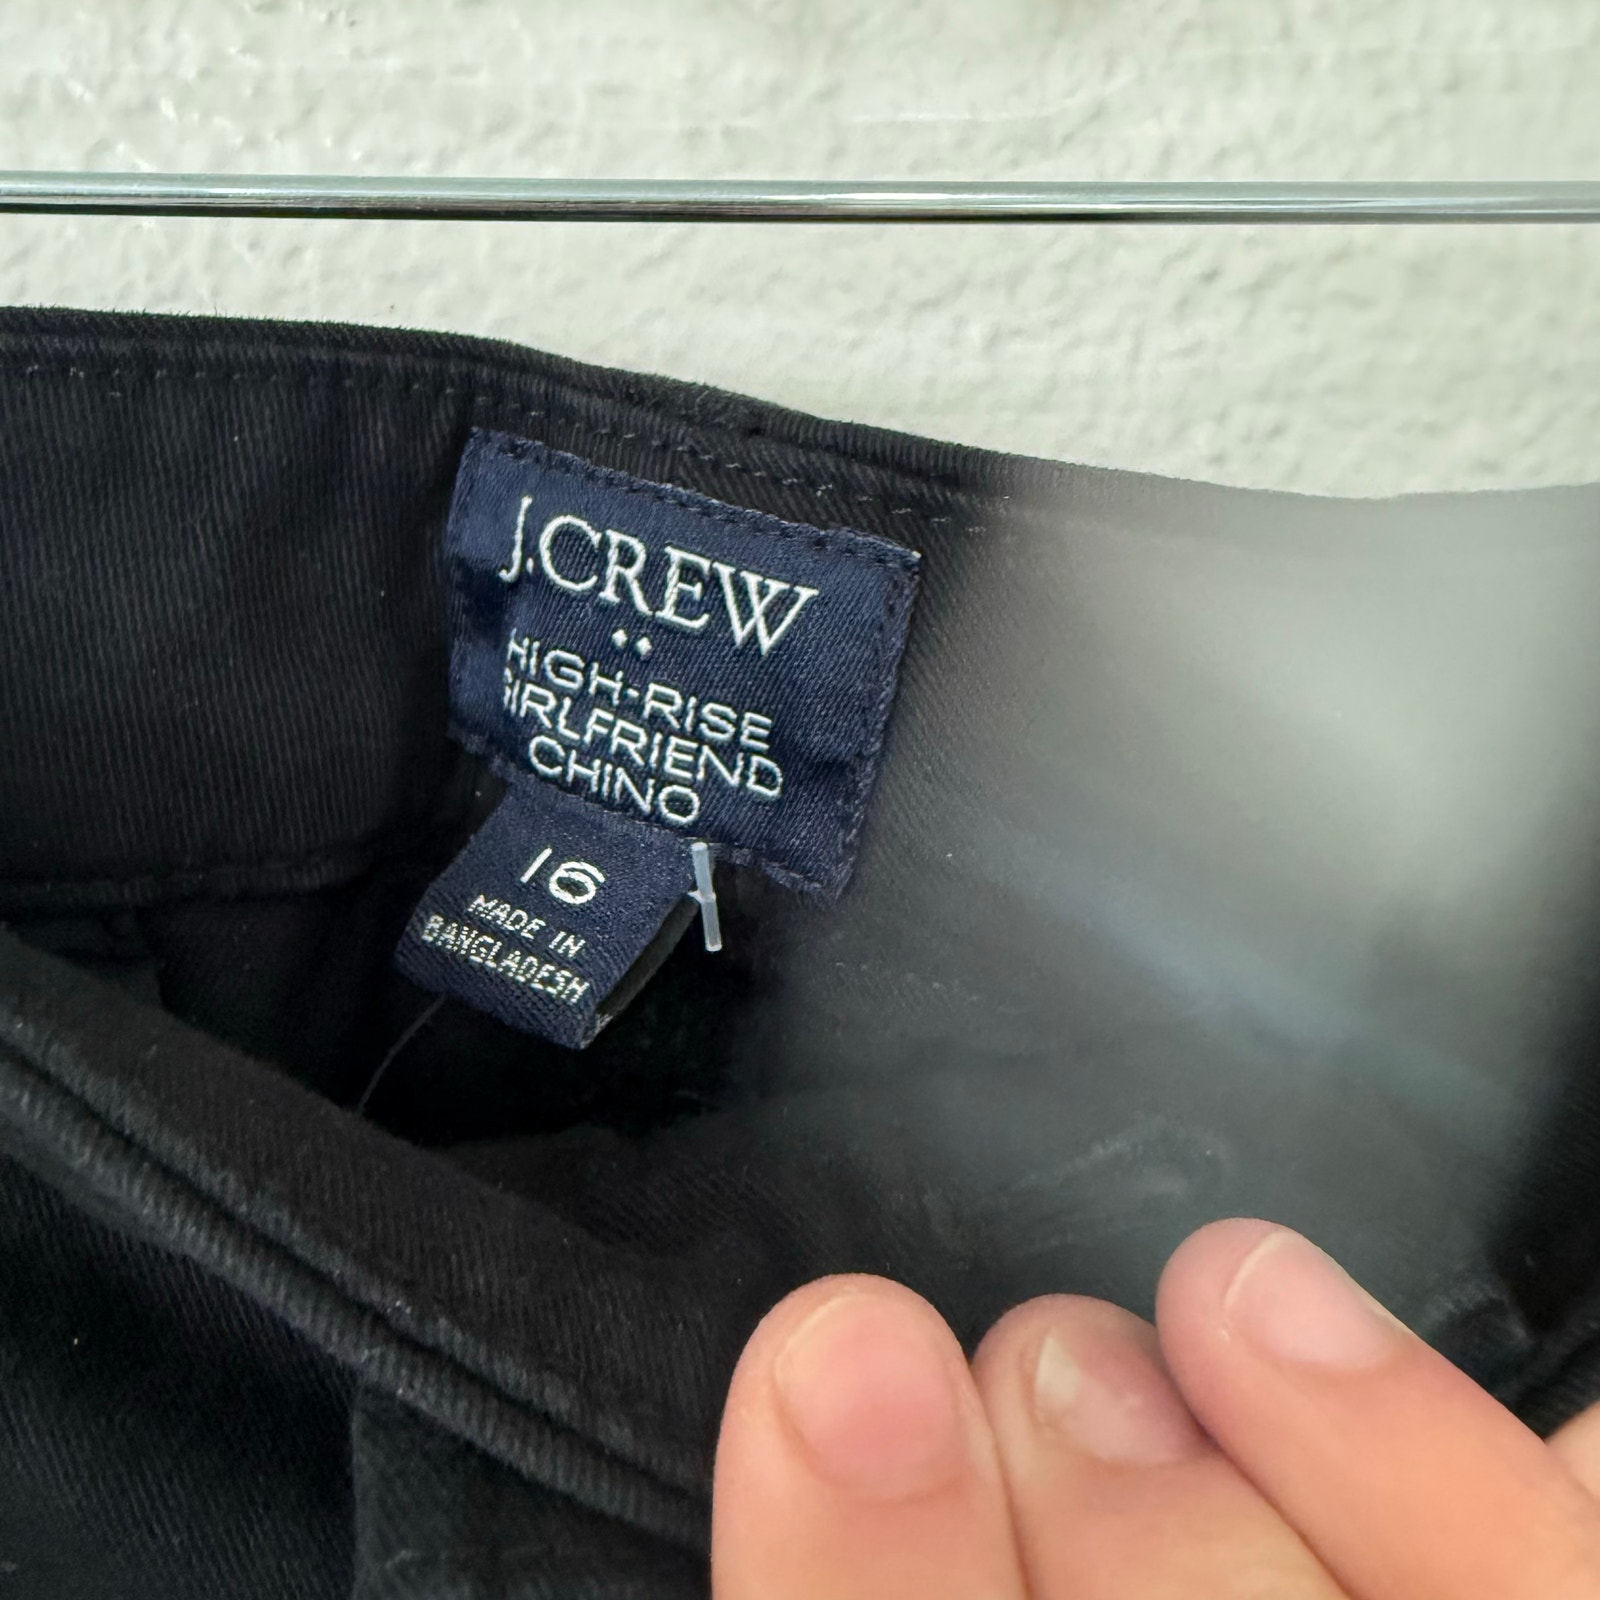 J.CREW
HIGH-RISE
GIRLFRIEND
CHINO
16
MADE IN
BANGLADESH